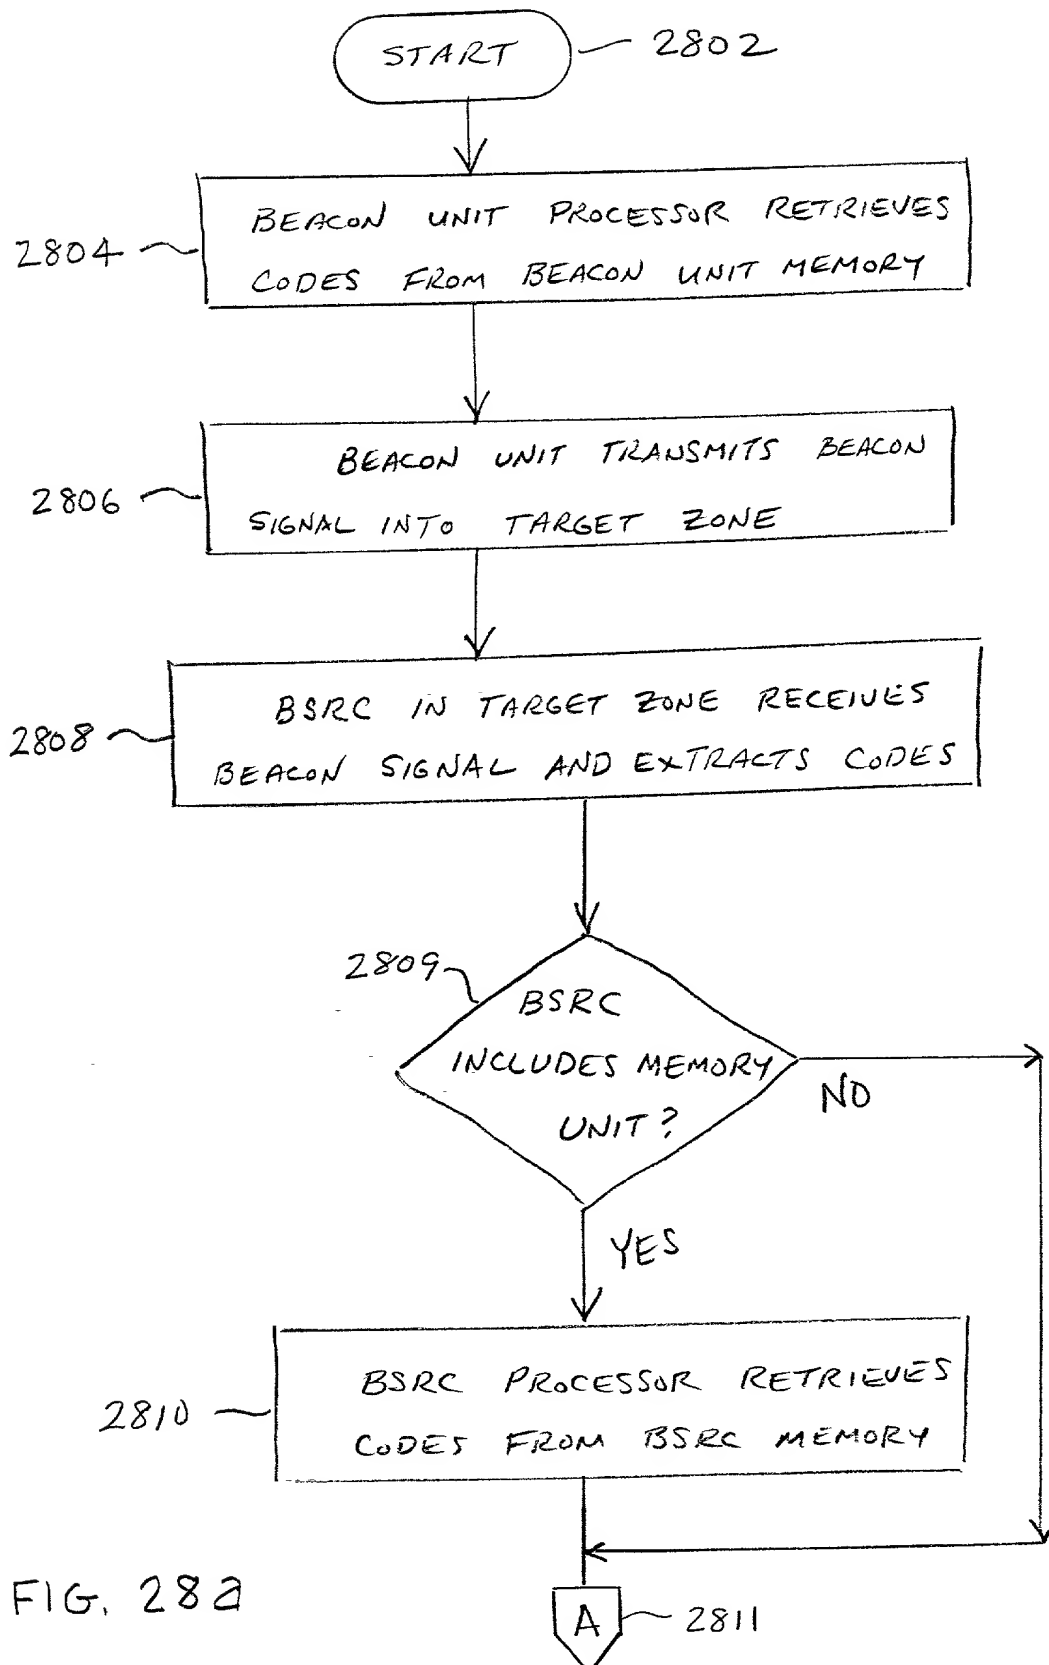 START
2802
BEACON UNIT PROCESSOR RETRIEVES
CODES FROM BEACON UNIT MEMORY
2804
BEACON UNIT TRANSMITS BEACON
SIGNAL INTO TARGET ZONE
2806
BSRC IN TARGET ZONE RECEIVES
BEACON SIGNAL AND EXTRACTS CODES
2808
2809
BSRC
INCLUDES MEMORY
UNIT?
NO
YES
BSRC PROCESSOR RETRIEVES
CODES FROM BSRC MEMORY
2810
FIG. 28a
A
2811